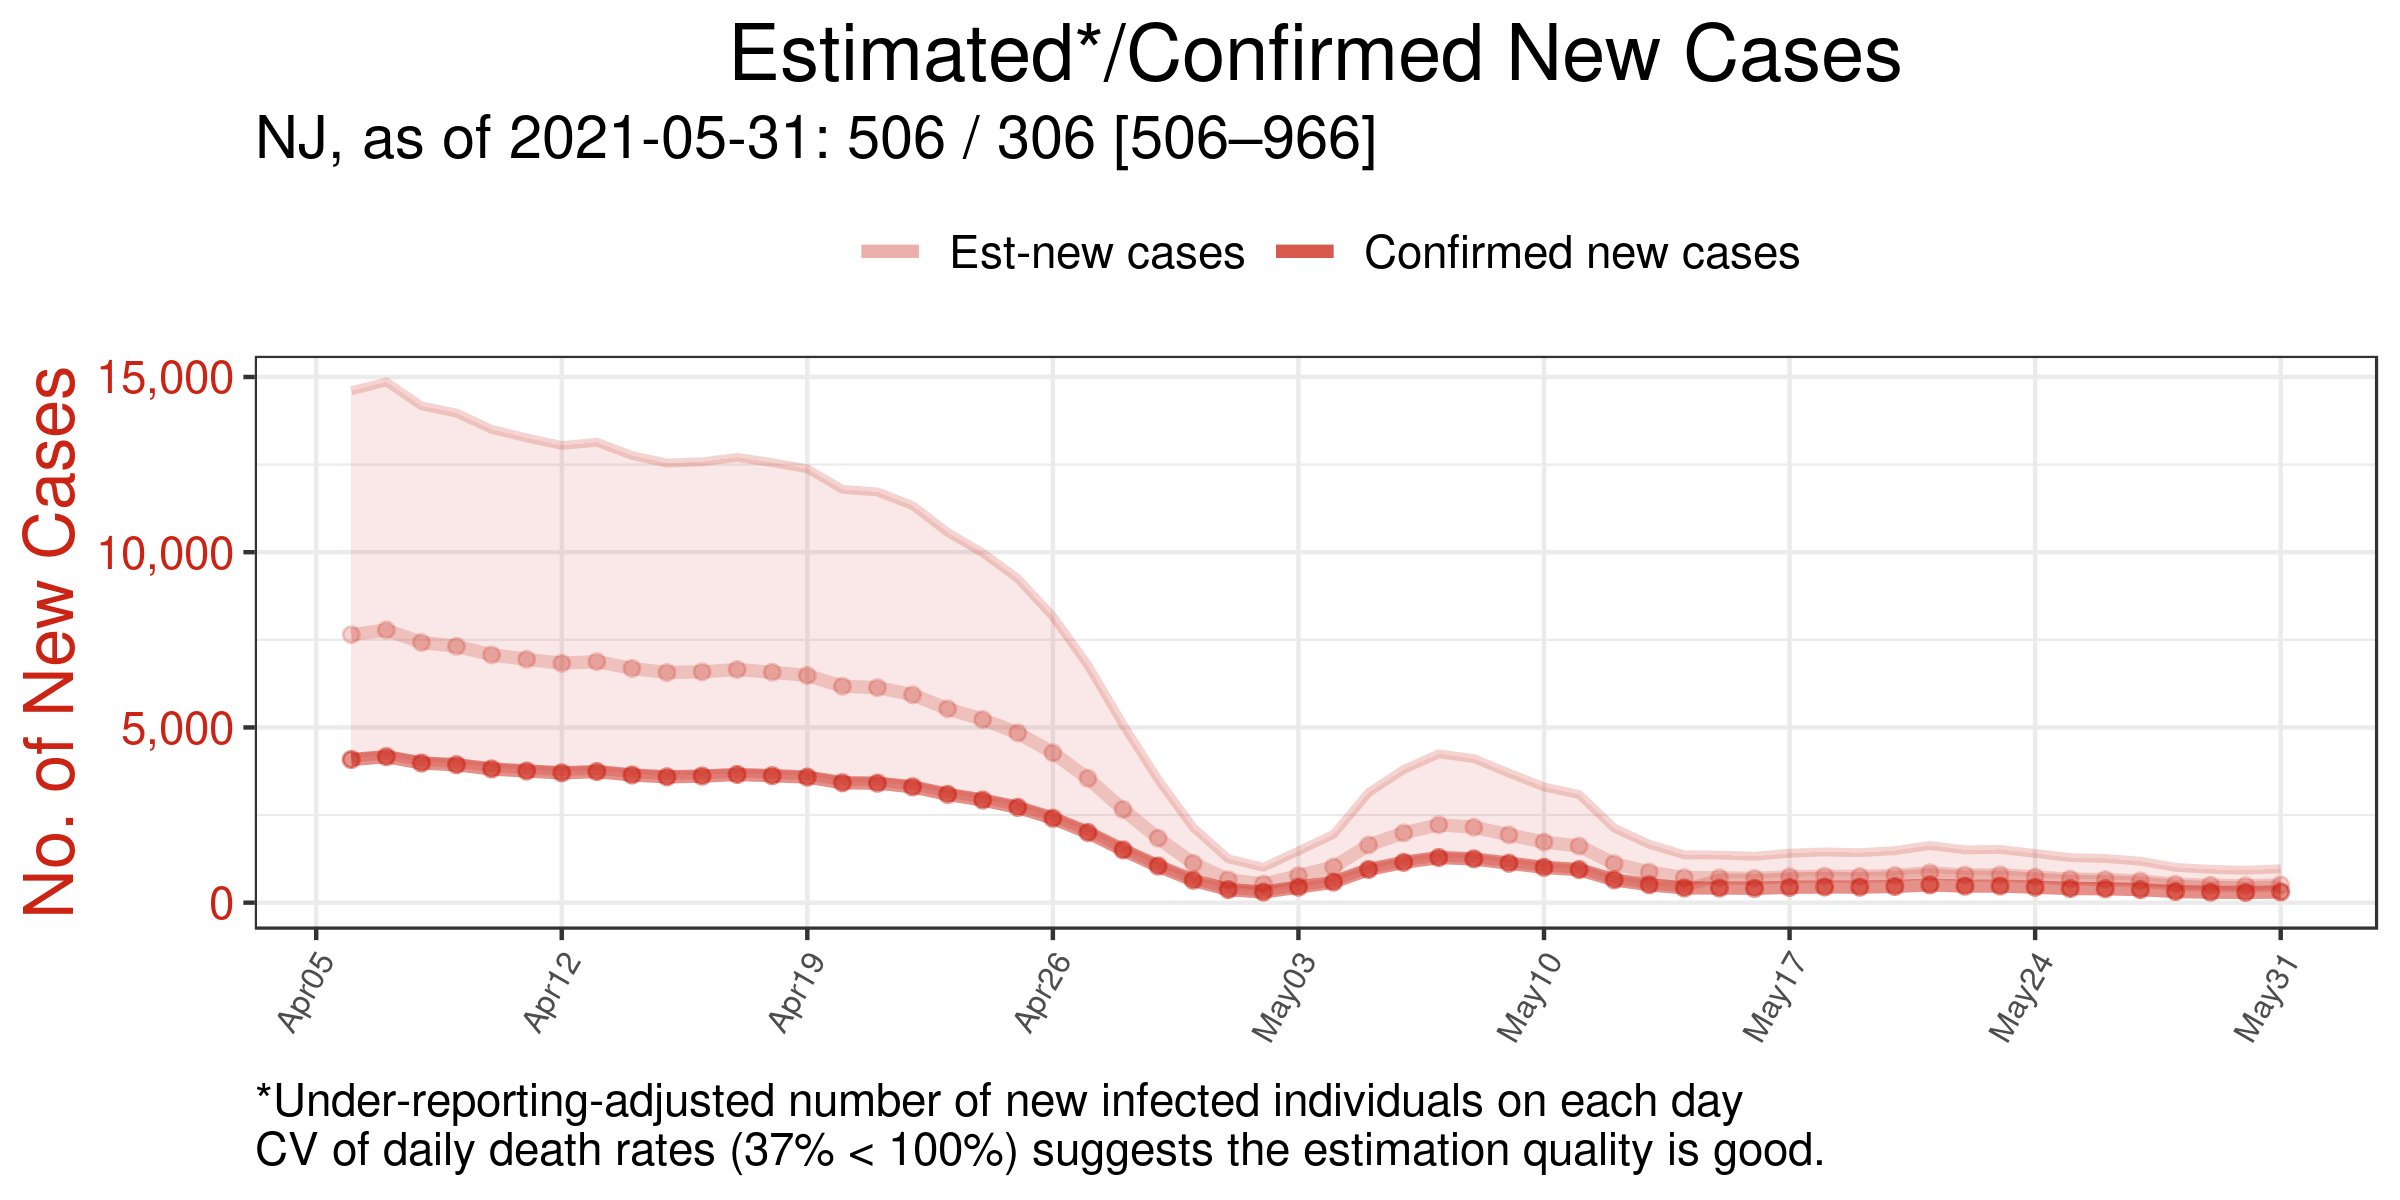 Estimated*/Confirmed New Cases
NJ, as of 2021-05-31: 506 / 306 [506–966]
Est-new cases
Confirmed new cases
No. of New Cases
15,000
10,000
5,000
0
Apr05
Apr12
Apr19
Apr26
May03
May10
May17
May24
May31
*Under-reporting-adjusted number of new infected individuals on each day
CV of daily death rates (37% < 100%) suggests the estimation quality is good.